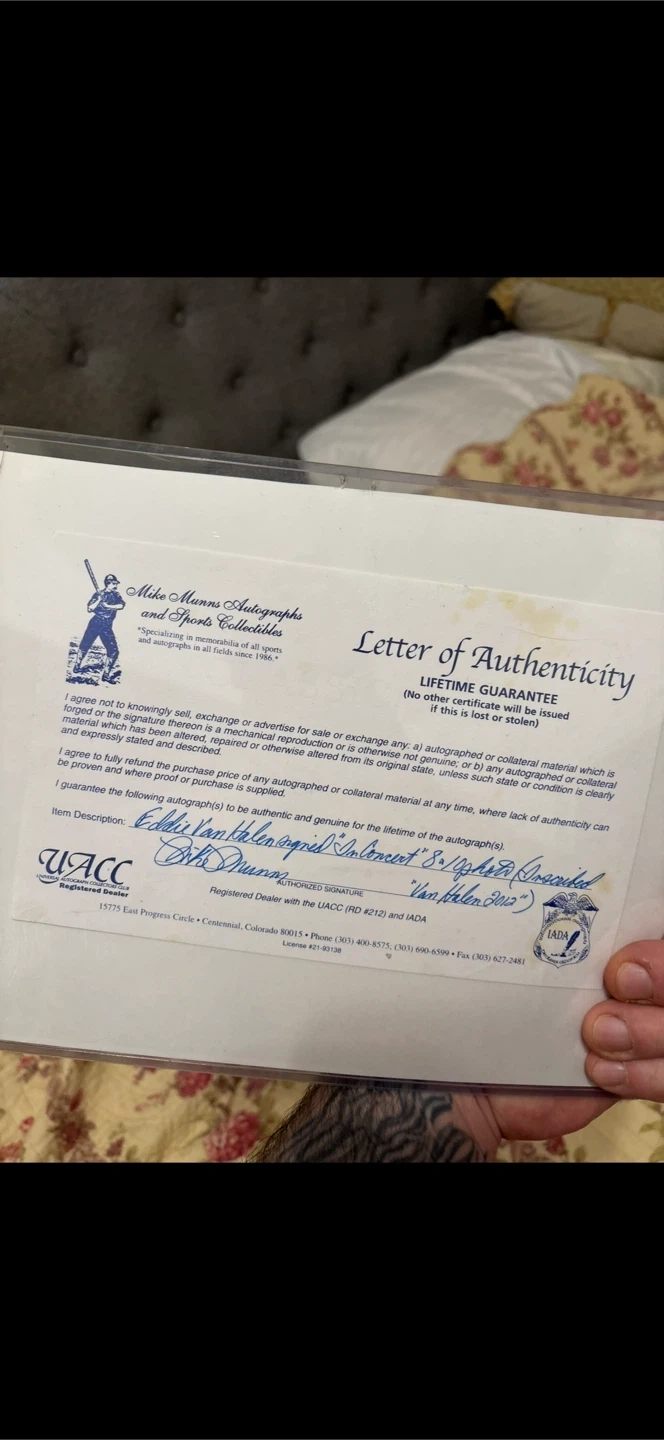 Mike Munns Autographs
and Sports Collectibles
"Specializing in memorabilia of all sports
and autographs in all fields since 1986."
Letter of Authenticity
LIFETIME GUARANTEE
(No other certificate will be issued
if this is lost or stolen)
I agree not to knowingly sell, exchange or advertise for sale or exchange any: a) autographed or collateral material which is
forged or the signature thereon is a mechanical reproduction or is otherwise not genuine; or b) any autographed or collateral
material which has been altered, repaired or otherwise altered from its original state, unless such state or condition is clearly
and expressly stated and described.
I agree to fully refund the purchase price of any autographed or collateral material at any time, where lack of authenticity can
be proven and where proof or purchase is supplied.
I guarantee the following autograph(s) to be authentic and genuine for the lifetime of the autograph(s).
Item Description: Eddie Van Halen signed "In Concert" 8x10 photo (Inscribed
"Van Halen 2012")
Mike Munns
AUTHORIZED SIGNATURE
UACC
UNIVERSAL AUTOGRAPH COLLECTORS CLUB
Registered Dealer
Registered Dealer with the UACC (RD #212) and IADA
IADA
15775 East Progress Circle • Centennial, Colorado 80015 • Phone (303) 400-8575, (303) 690-6599 • Fax (303) 627-2481
License #21-93138